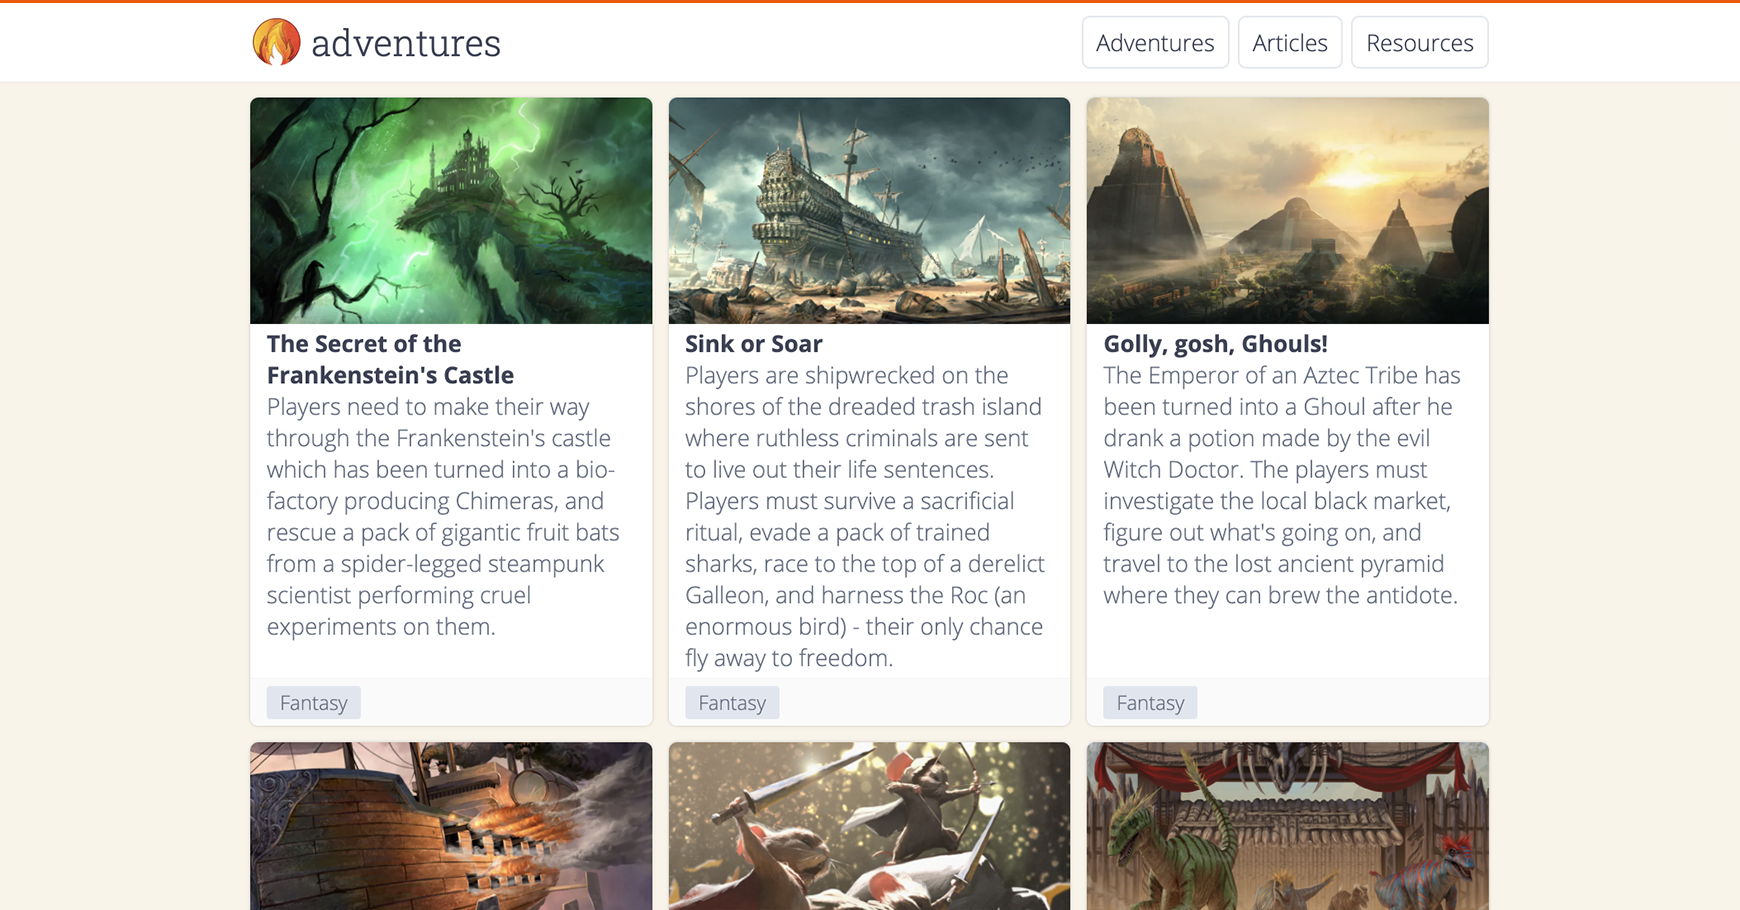 adventures
Adventures
Articles
Resources
The Secret of the
Frankenstein's Castle
Players need to make their way
through the Frankenstein's castle
which has been turned into a bio-
factory producing Chimeras, and
rescue a pack of gigantic fruit bats
from a spider-legged steampunk
scientist performing cruel
experiments on them.
Fantasy
Sink or Soar
Players are shipwrecked on the
shores of the dreaded trash island
where ruthless criminals are sent
to live out their life sentences.
Players must survive a sacrificial
ritual, evade a pack of trained
sharks, race to the top of a derelict
Galleon, and harness the Roc (an
enormous bird) - their only chance
fly away to freedom.
Fantasy
Golly, gosh, Ghouls!
The Emperor of an Aztec Tribe has
been turned into a Ghoul after he
drank a potion made by the evil
Witch Doctor. The players must
investigate the local black market,
figure out what's going on, and
travel to the lost ancient pyramid
where they can brew the antidote.
Fantasy